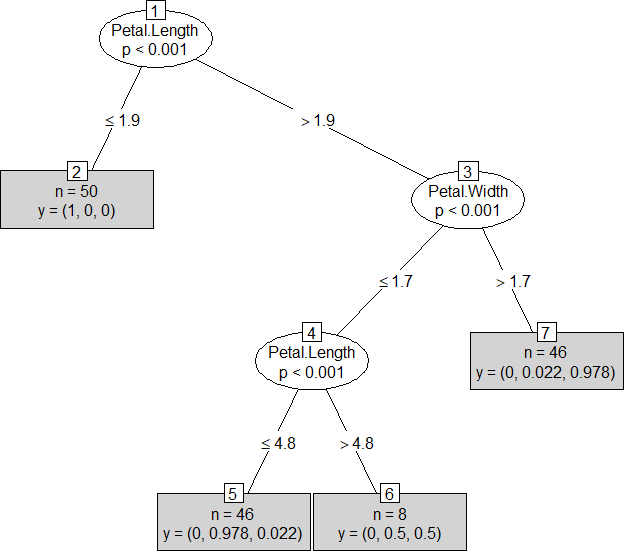 1
Petal.Length
p < 0.001
≤ 1.9
> 1.9
2
n = 50
y = (1, 0, 0)
3
Petal.Width
p < 0.001
≤ 1.7
> 1.7
4
Petal.Length
p < 0.001
7
n = 46
y = (0, 0.022, 0.978)
≤ 4.8
> 4.8
5
n = 46
y = (0, 0.978, 0.022)
6
n = 8
y = (0, 0.5, 0.5)